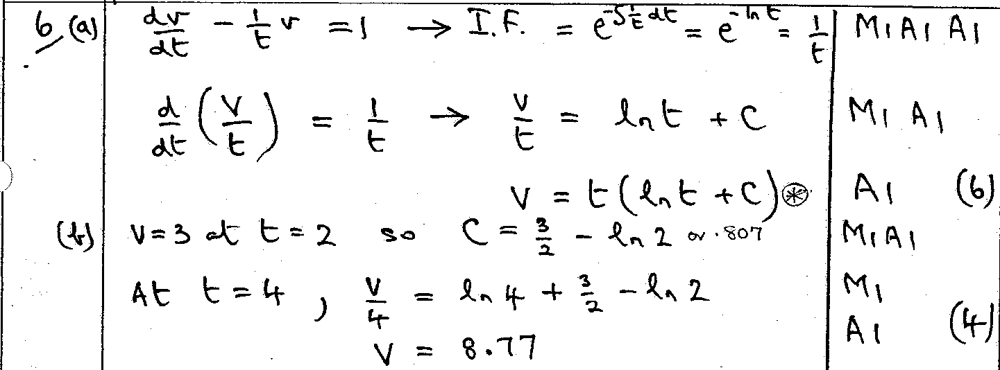 6 (a) dv/dt - 1/t v = 1 → I.F. = e^(-∫1/t dt) = e^(-ln t) = 1/t M1 A1 A1
d/dt (v/t) = 1/t → v/t = ln t + C M1 A1
v = t(ln t + C) ⊛ A1 (6)
(b) v = 3 at t = 2 so C = 3/2 - ln 2 or .807 M1 A1
At t = 4, v/4 = ln 4 + 3/2 - ln 2 M1
v = 8.77 A1 (4)